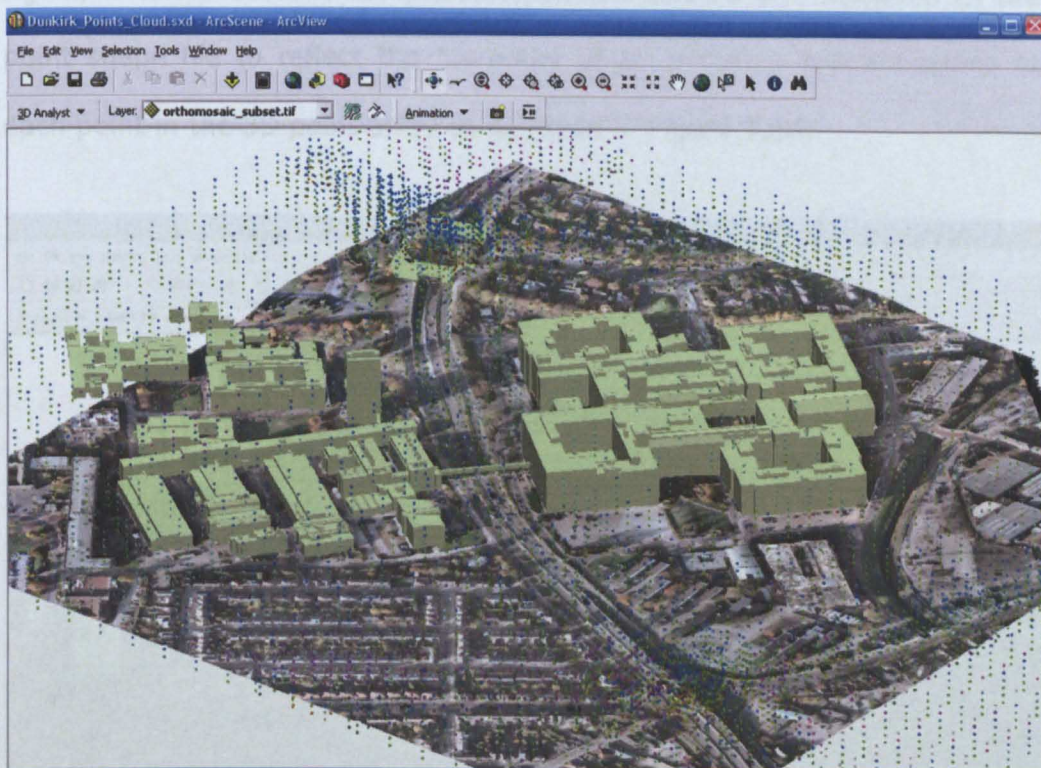 Dunkirk_Points_Cloud.sxd - ArcScene - ArcView
File Edit View Selection Tools Window Help
3D Analyst Layer: orthomosaic_subset.tif Animation